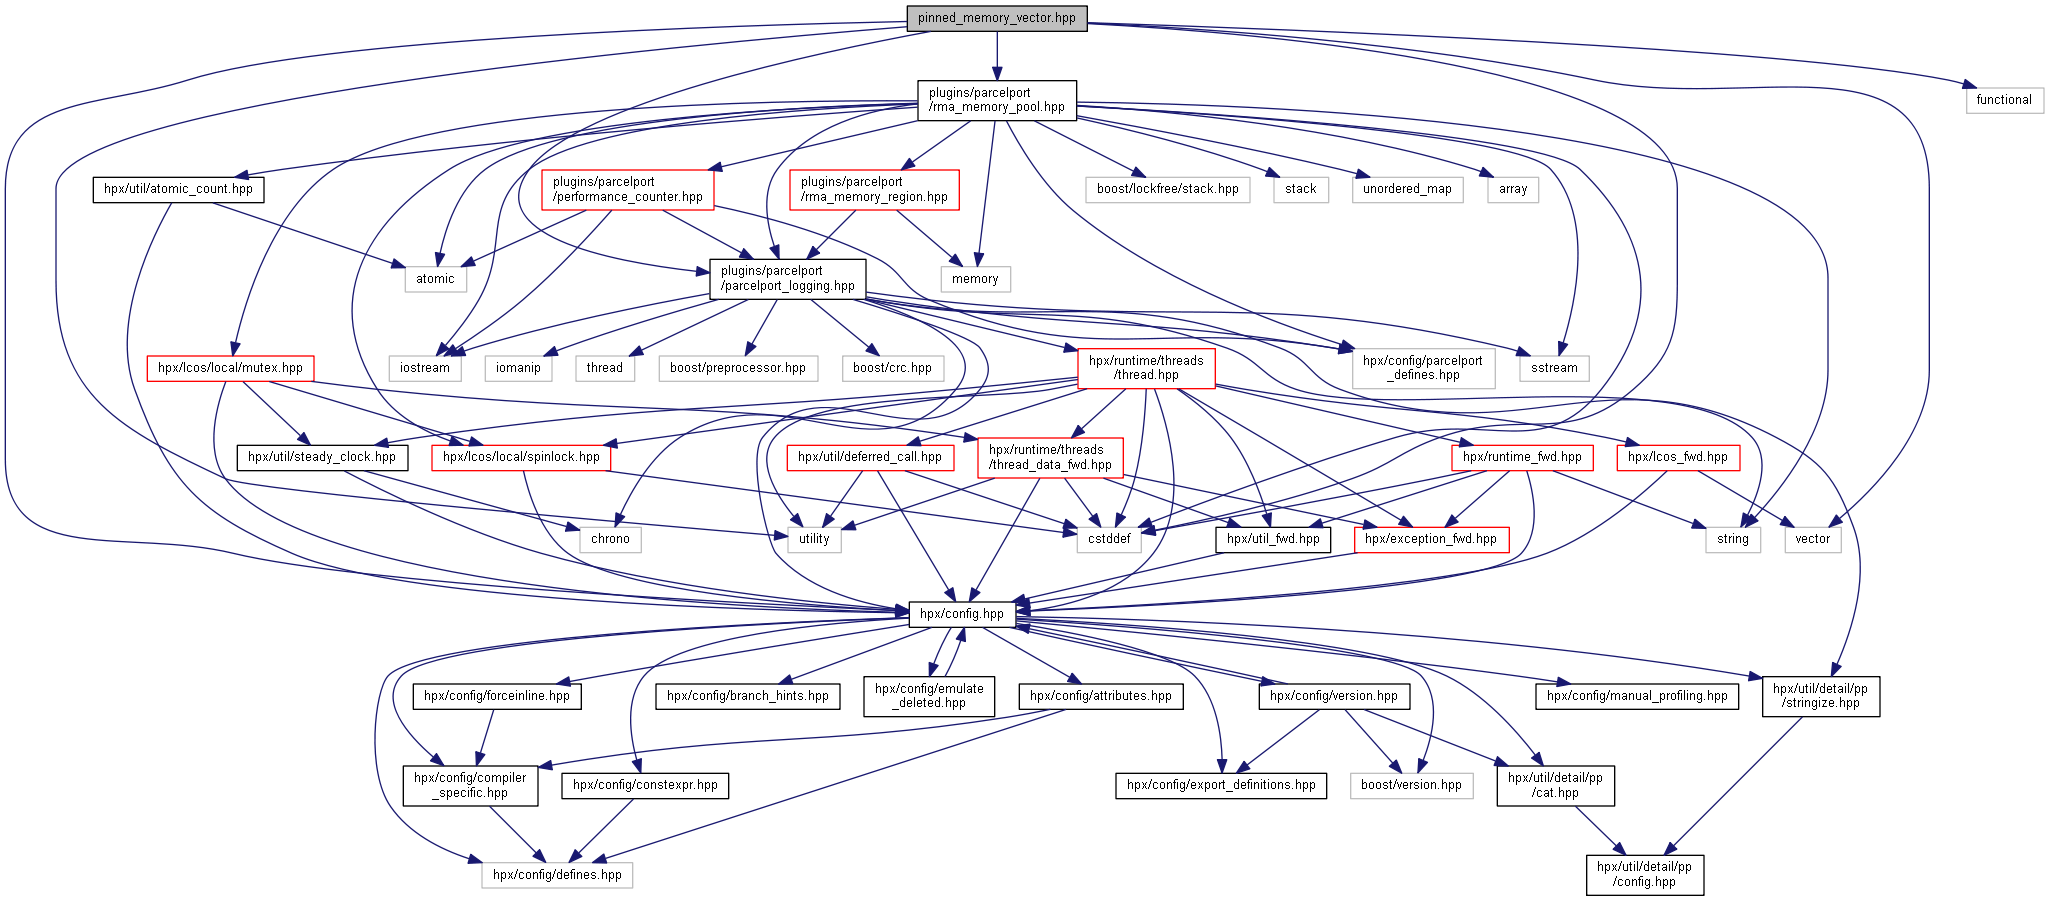 pinned_memory_vector.hpp
plugins/parcelport
/rma_memory_pool.hpp
functional
hpx/util/atomic_count.hpp
plugins/parcelport
/performance_counter.hpp
plugins/parcelport
/rma_memory_region.hpp
boost/lockfree/stack.hpp
stack
unordered_map
array
atomic
plugins/parcelport
/parcelport_logging.hpp
memory
hpx/lcos/local/mutex.hpp
iostream
iomanip
thread
boost/preprocessor.hpp
boost/crc.hpp
hpx/runtime/threads
/thread.hpp
hpx/config/parcelport
_defines.hpp
sstream
hpx/util/steady_clock.hpp
hpx/lcos/local/spinlock.hpp
hpx/util/deferred_call.hpp
hpx/runtime/threads
/thread_data_fwd.hpp
hpx/runtime_fwd.hpp
hpx/lcos_fwd.hpp
chrono
utility
cstddef
hpx/util_fwd.hpp
hpx/exception_fwd.hpp
string
vector
hpx/config.hpp
hpx/config/forceinline.hpp
hpx/config/branch_hints.hpp
hpx/config/emulate
_deleted.hpp
hpx/config/attributes.hpp
hpx/config/version.hpp
hpx/config/manual_profiling.hpp
hpx/util/detail/pp
/stringize.hpp
hpx/config/compiler
_specific.hpp
hpx/config/constexpr.hpp
hpx/config/export_definitions.hpp
boost/version.hpp
hpx/util/detail/pp
/cat.hpp
hpx/config/defines.hpp
hpx/util/detail/pp
/config.hpp